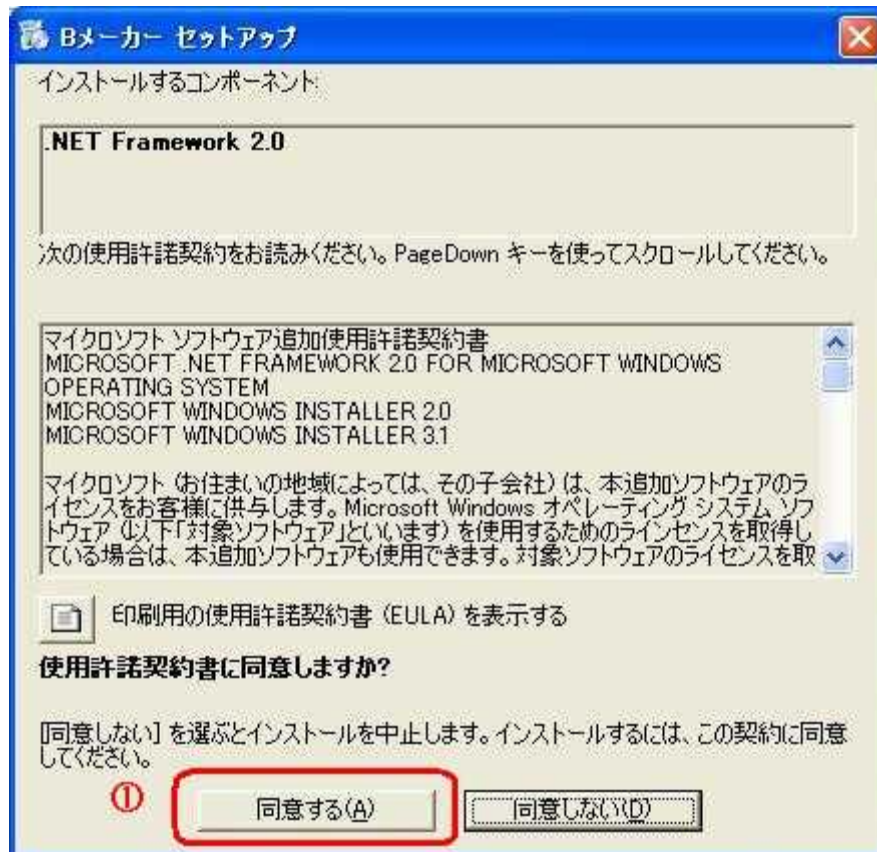 Bメーカー セットアップ
インストールするコンポーネント:
.NET Framework 2.0
次の使用許諾契約をお読みください。PageDown キーを使ってスクロールしてください。
マイクロソフト ソフトウェア追加使用許諾契約書
MICROSOFT .NET FRAMEWORK 2.0 FOR MICROSOFT WINDOWS
OPERATING SYSTEM
MICROSOFT WINDOWS INSTALLER 2.0
MICROSOFT WINDOWS INSTALLER 3.1
マイクロソフト (お住まいの地域によっては、その子会社) は、本追加ソフトウェアのラ
イセンスをお客様に供与します。Microsoft Windows オペレーティング システム ソフ
トウェア (以下「対象ソフトウェア」といいます) を使用するためのラインセンスを取得し
ている場合は、本追加ソフトウェアも使用できます。対象ソフトウェアのライセンスを取
印刷用の使用許諾契約書 (EULA) を表示する
使用許諾契約書に同意しますか?
[同意しない] を選ぶとインストールを中止します。インストールするには、この契約に同意
してください。
① 同意する(A) 同意しない(D)